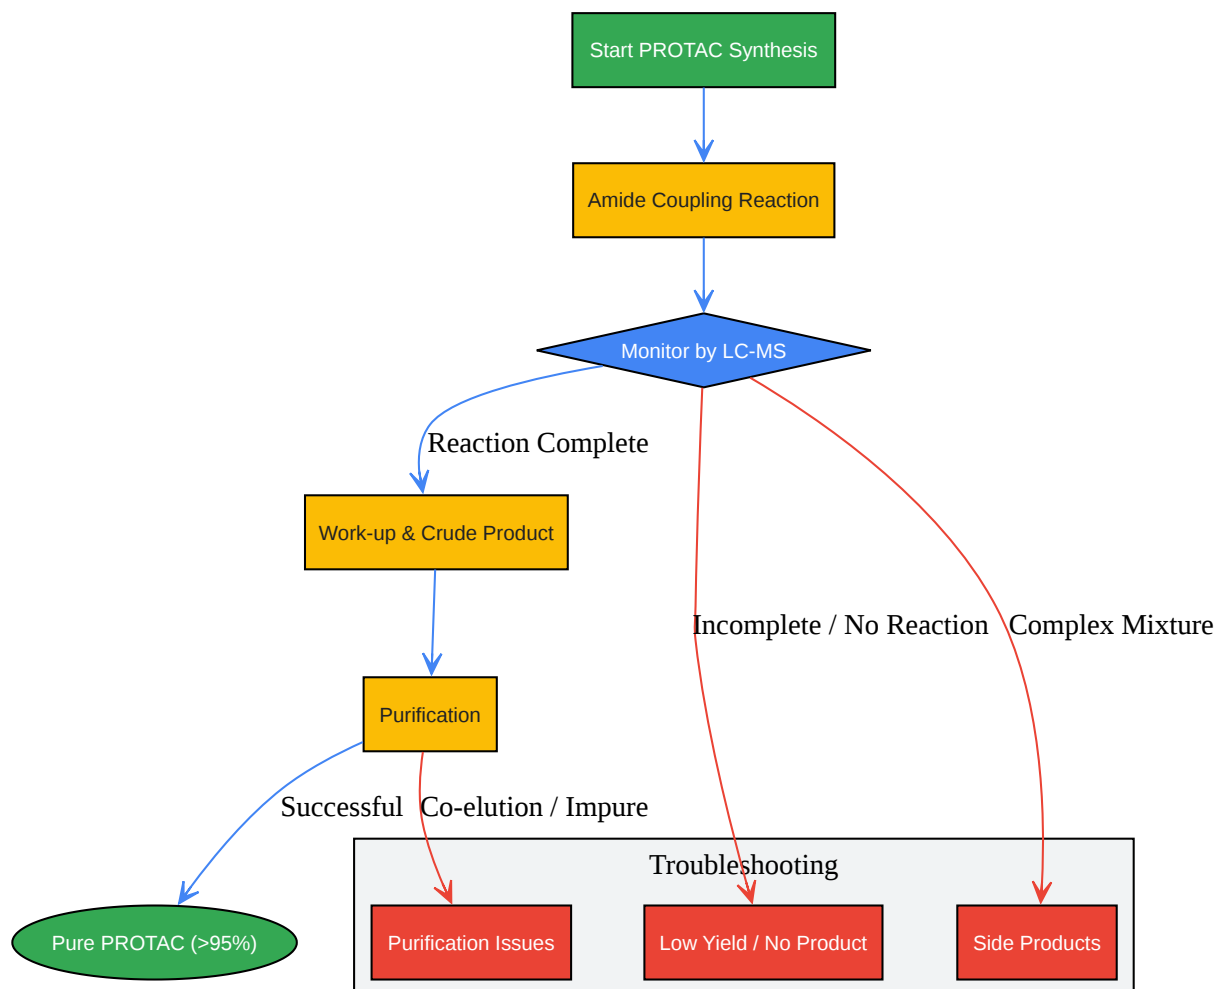 Start PROTAC Synthesis
Amide Coupling Reaction
Monitor by LC-MS
Reaction Complete
Work-up & Crude Product
Incomplete / No Reaction
Complex Mixture
Purification
Successful
Co-elution / Impure
Troubleshooting
Pure PROTAC (>95%)
Purification Issues
Low Yield / No Product
Side Products